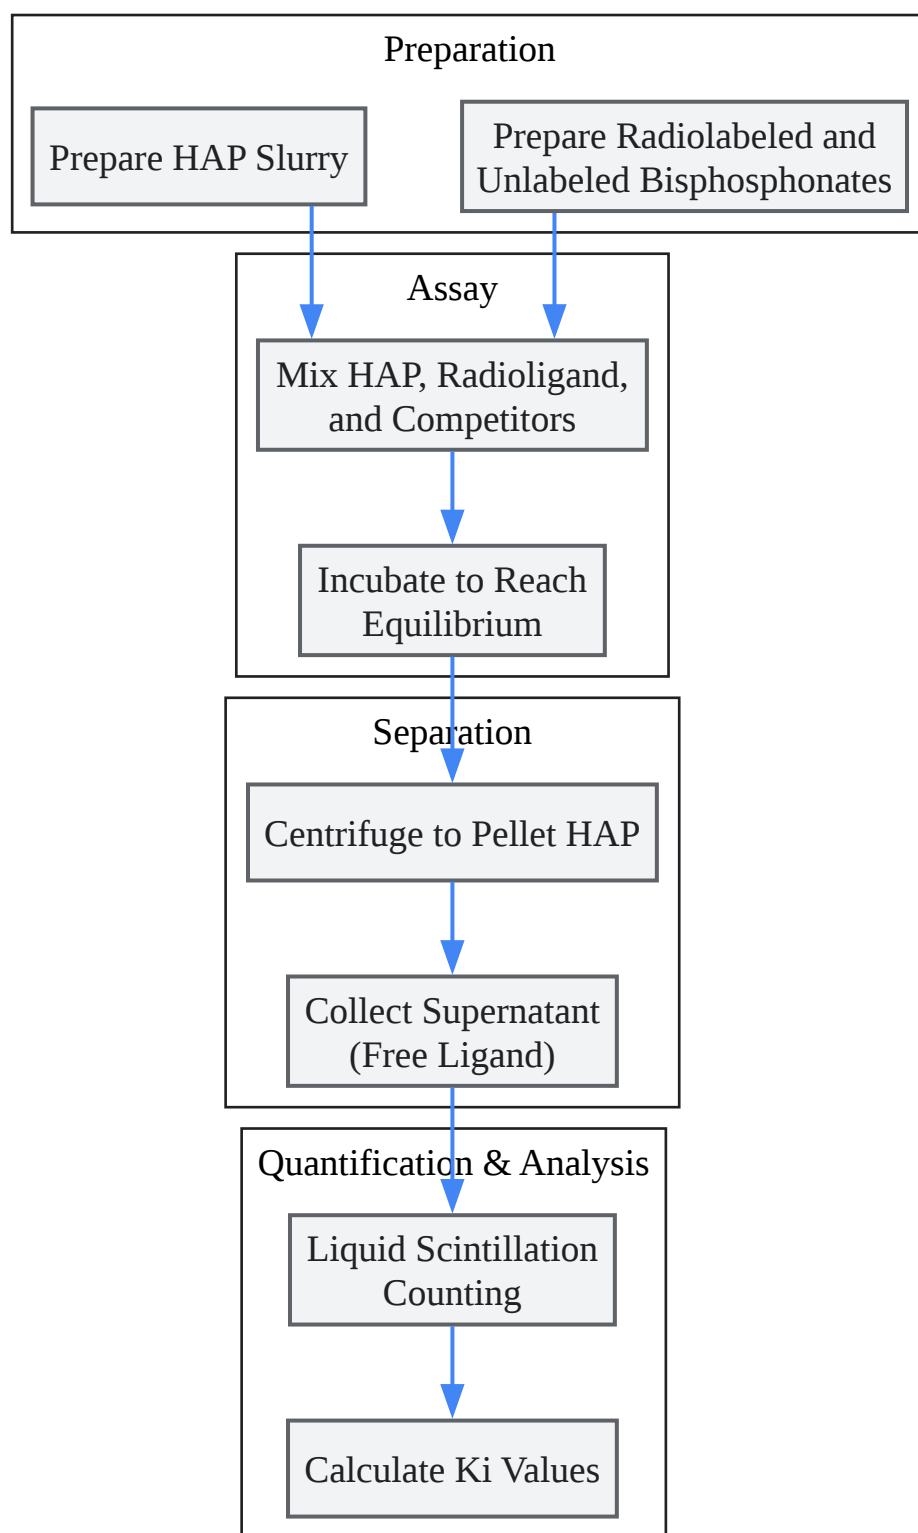 Preparation
Prepare HAP Slurry
Prepare Radiolabeled and
Unlabeled Bisphosphonates
Assay
Mix HAP, Radioligand,
and Competitors
Incubate to Reach
Equilibrium
Separation
Centrifuge to Pellet HAP
Collect Supernatant
(Free Ligand)
Quantification & Analysis
Liquid Scintillation
Counting
Calculate Ki Values